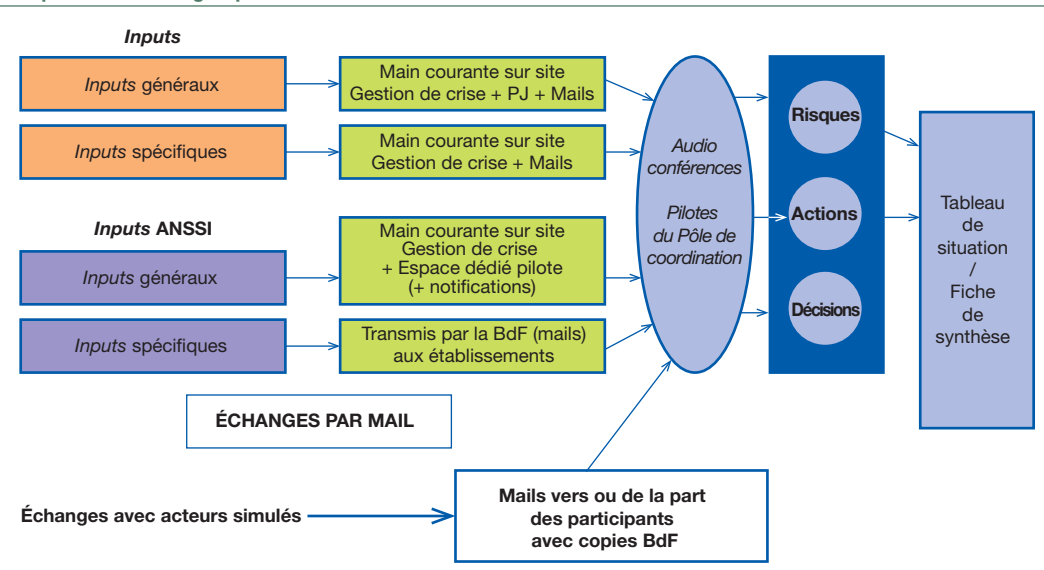 Inputs
Inputs généraux
Main courante sur site
Gestion de crise + PJ + Mails
Inputs spécifiques
Main courante sur site
Gestion de crise + Mails
Inputs ANSSI
Inputs généraux
Main courante sur site
Gestion de crise
+ Espace dédié pilote
(+ notifications)
Inputs spécifiques
Transmis par la BdF (mails)
aux établissements
Audio
conférences
Pilotes
du Pôle de
coordination
Risques
Actions
Décisions
Tableau
de
situation
/
Fiche
de
synthèse
ÉCHANGES PAR MAIL
Échanges avec acteurs simulés
Mails vers ou de la part
des participants
avec copies BdF